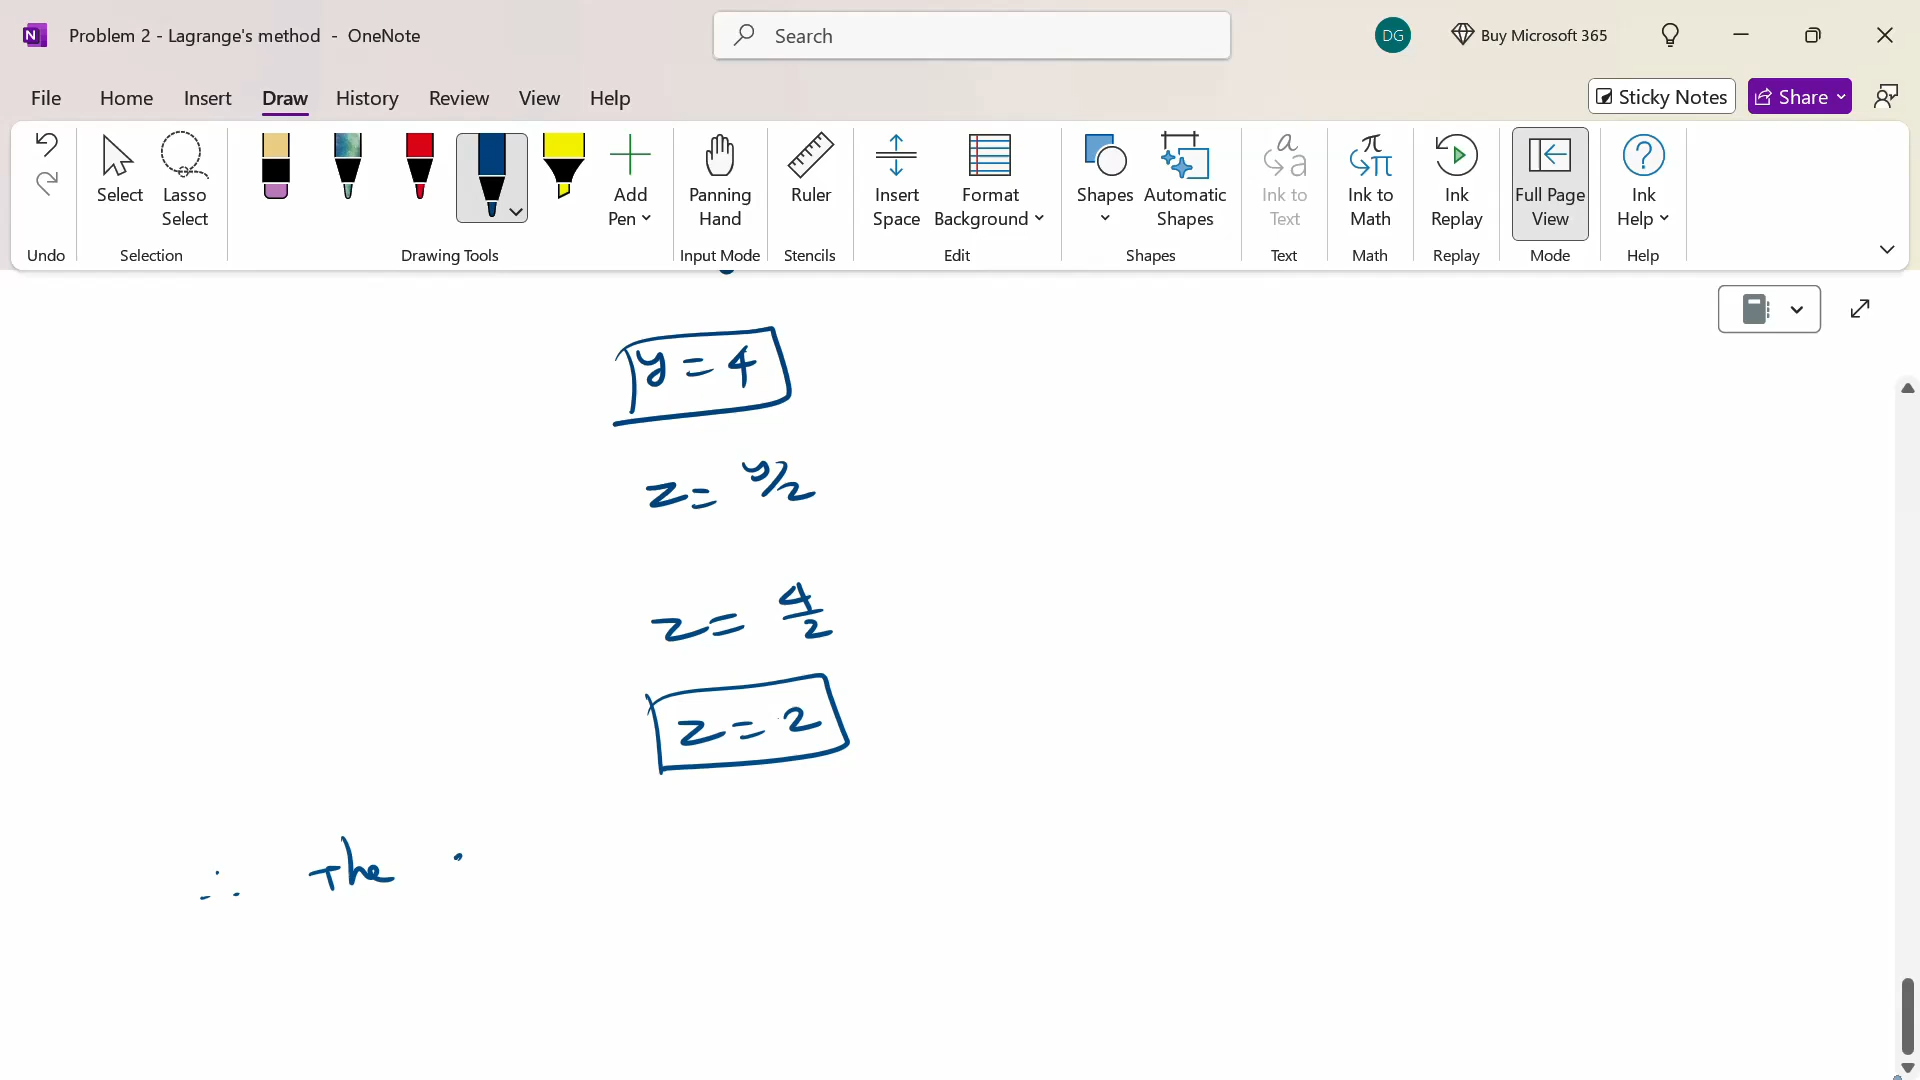 Problem 2 - Lagrange's method - OneNote
Search
DG
Buy Microsoft 365
File Home Insert Draw History Review View Help
Sticky Notes
Share
Select
Lasso Select
Add Pen
Panning Hand
Ruler
Insert Space
Format Background
Shapes
Automatic Shapes
Ink to Text
Ink to Math
Ink Replay
Full Page View
Ink Help
Undo Selection Drawing Tools Input Mode Stencils Edit Shapes Text Math Replay Mode Help
y = 4
z = y/2
z = 4/2
z = 2
∴ The